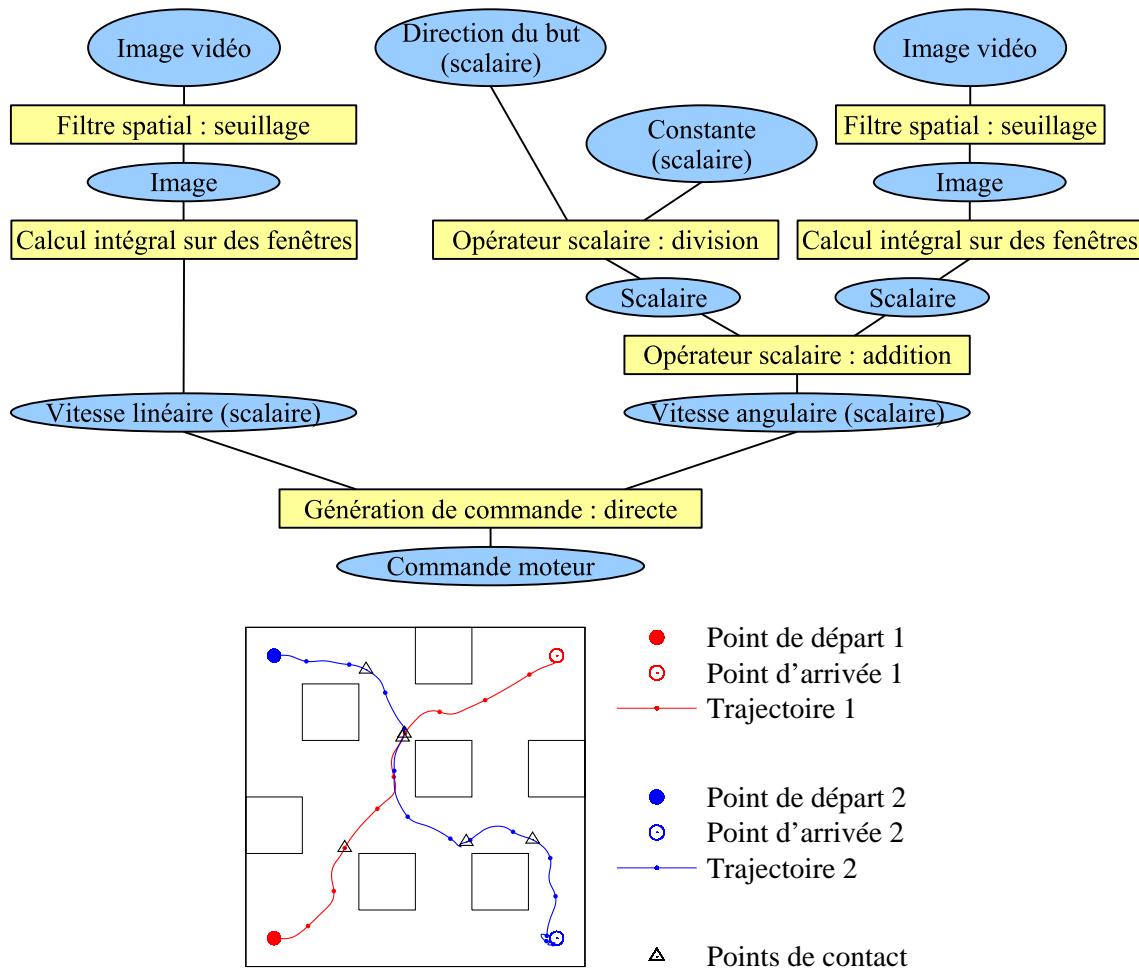 Image vidéo
Direction du but
(scalaire)
Image vidéo
Filtre spatial : seuillage
Constante
(scalaire)
Filtre spatial : seuillage
Image
Image
Calcul intégral sur des fenêtres
Opérateur scalaire : division
Calcul intégral sur des fenêtres
Scalaire
Scalaire
Opérateur scalaire : addition
Vitesse linéaire (scalaire)
Vitesse angulaire (scalaire)
Génération de commande : directe
Commande moteur
Point de départ 1
Point d'arrivée 1
Trajectoire 1
Point de départ 2
Point d'arrivée 2
Trajectoire 2
Points de contact